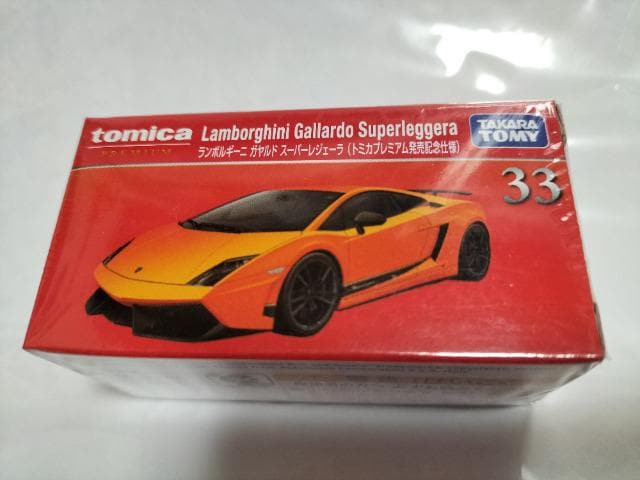 tomica Lamborghini Gallardo Superleggera
PREMIUM ランボルギーニ ガヤルド スーパーレジェーラ (トミカプレミアム発売記念仕様)
TAKARA
TOMY
33